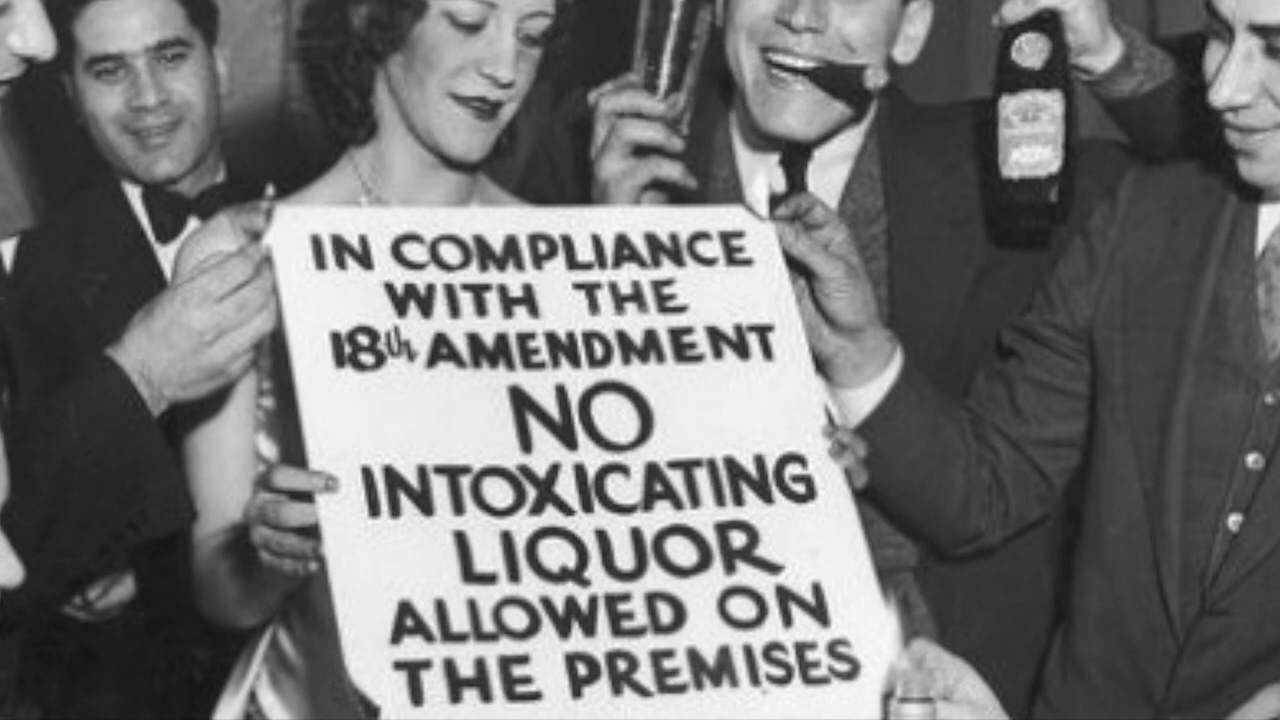 IN COMPLIANCE
WITH THE
18th AMENDMENT
NO
INTOXICATING
LIQUOR
ALLOWED ON
THE PREMISES